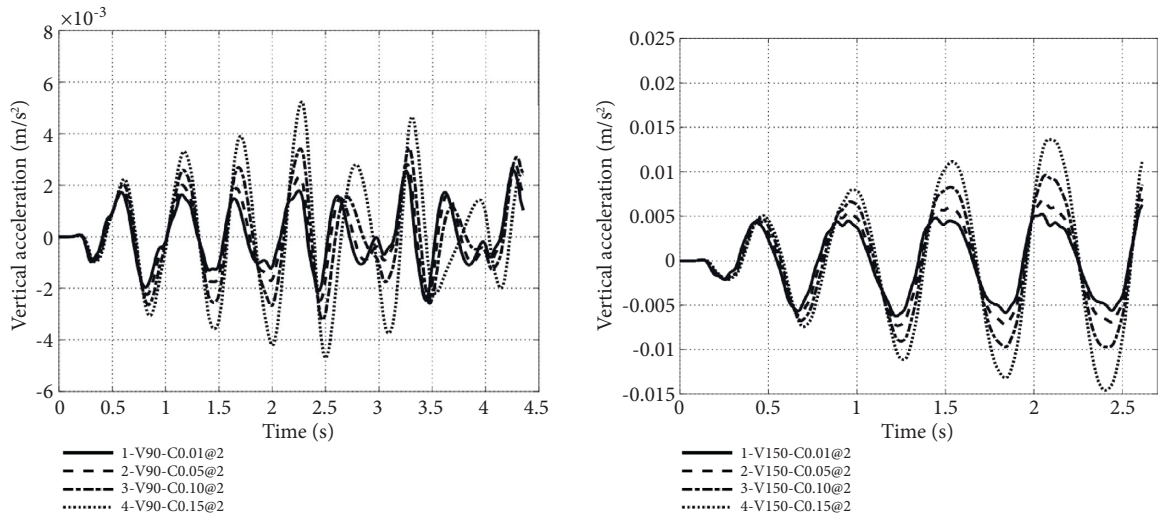 ×10⁻³
8
6
4
2
0
-2
-4
-6
Vertical acceleration (m/s²)
0 0.5 1 1.5 2 2.5 3 3.5 4 4.5
Time (s)
1-V90-C0.01@2
2-V90-C0.05@2
3-V90-C0.10@2
4-V90-C0.15@2
0.025
0.02
0.015
0.01
0.005
0
-0.005
-0.01
-0.015
Vertical acceleration (m/s²)
0 0.5 1 1.5 2 2.5
Time (s)
1-V150-C0.01@2
2-V150-C0.05@2
3-V150-C0.10@2
4-V150-C0.15@2